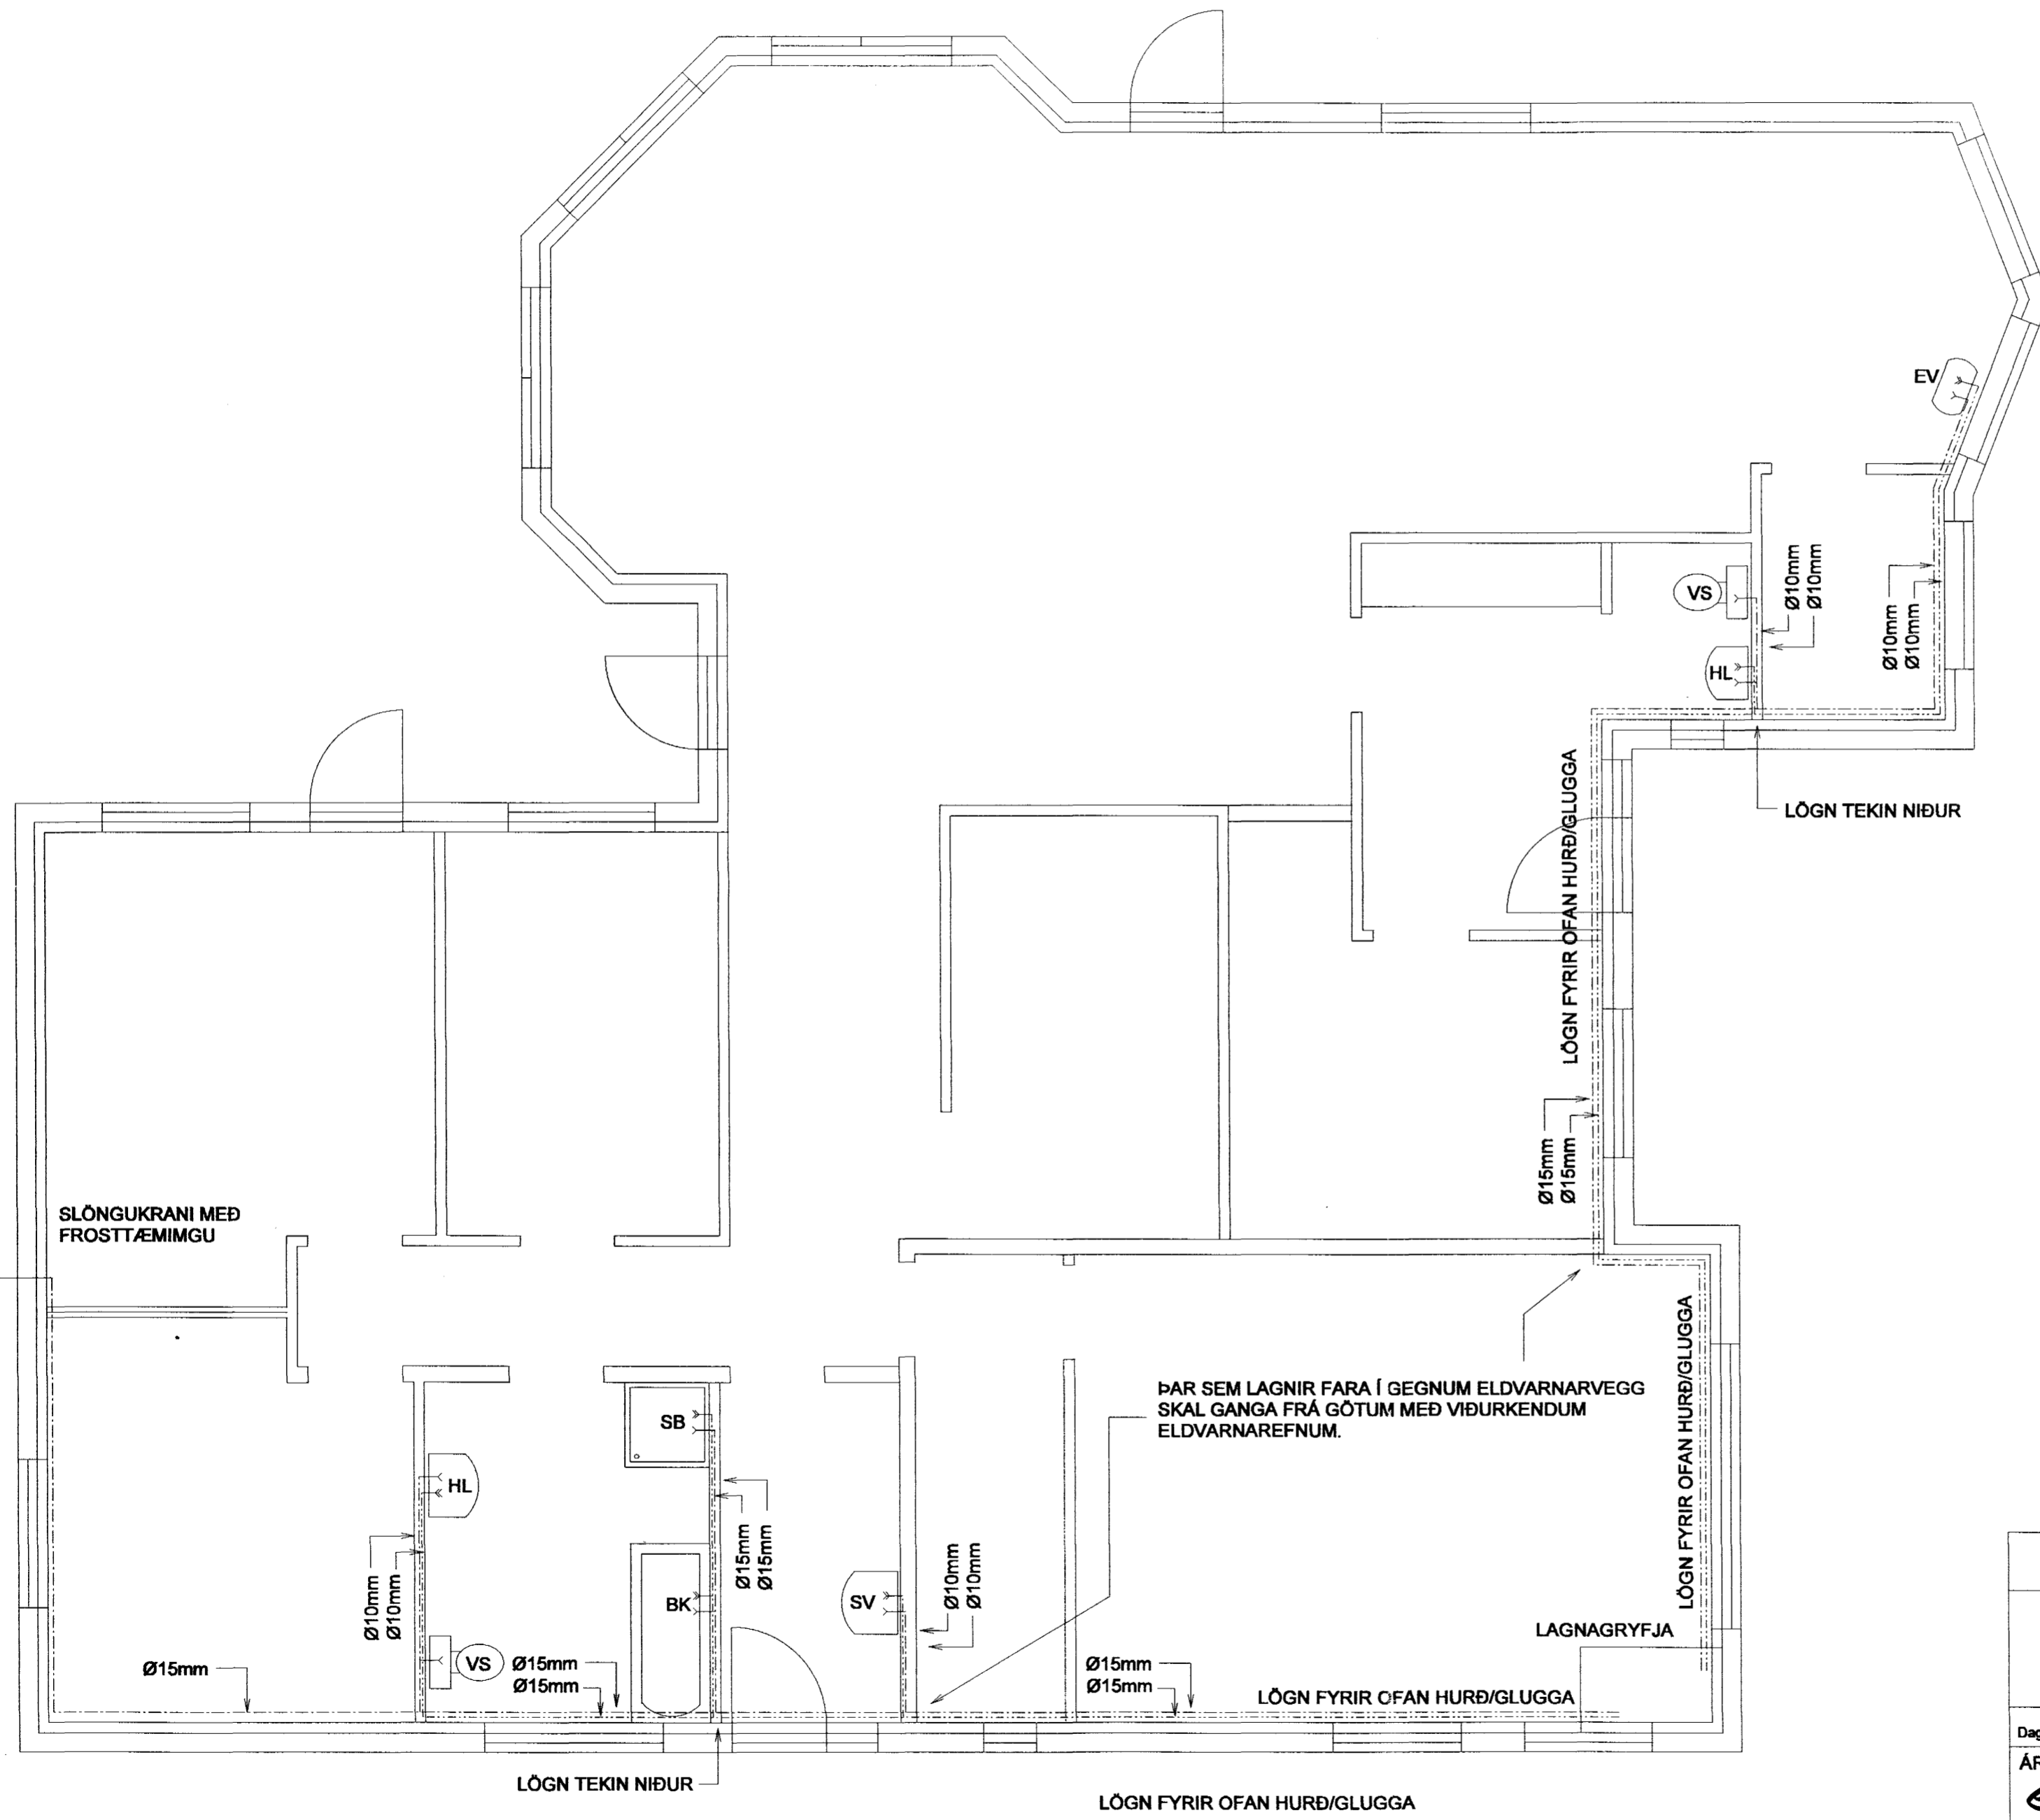 EV
VS
Ø10mm
Ø10mm
Ø10mm
Ø10mm
HL
LÖGN TEKIN NIÐUR
LÖGN FYRIR OFAN HURÐ/GLUGGA
Ø15mm
Ø15mm
SLÖNGUKRANI MEÐ
FROSTTÆMIMGU
LÖGN FYRIR OFAN HURÐ/GLUGGA
ÞAR SEM LAGNIR FARA Í GEGNUM ELDVARNARVEGG
SKAL GANGA FRÁ GÖTUM MEÐ VIÐURKENDUM
ELDVARNAREFNUM.
SB
HL
Ø10mm
Ø10mm
Ø15mm
Ø15mm
BK
SV
Ø10mm
Ø10mm
LAGNAGRYFJA
Ø15mm
VS
Ø15mm
Ø15mm
Ø15mm
Ø15mm
LÖGN FYRIR OFAN HURÐ/GLUGGA
LÖGN TEKIN NIÐUR
LÖGN FYRIR OFAN HURÐ/GLUGGA
Dag
ÁR